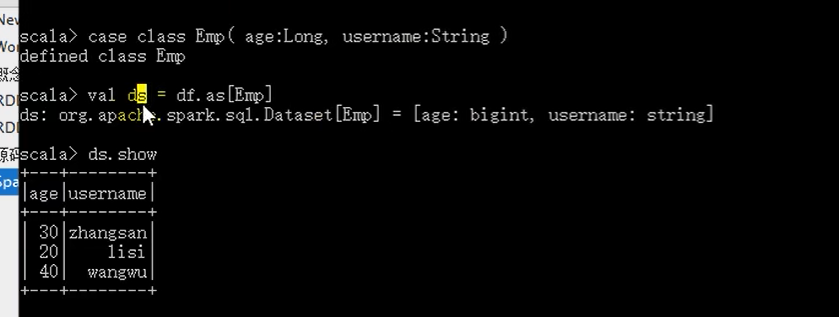 New
Wor
概念
RD
RD
源码
Spa
scala> case class Emp( age:Long, username:String )
defined class Emp
scala> val ds = df.as[Emp]
ds: org.apache.spark.sql.Dataset[Emp] = [age: bigint, username: string]
scala> ds.show
+---+--------+
|age|username|
+---+--------+
| 30|zhangsan|
| 20|    lisi|
| 40|  wangwu|
+---+--------+